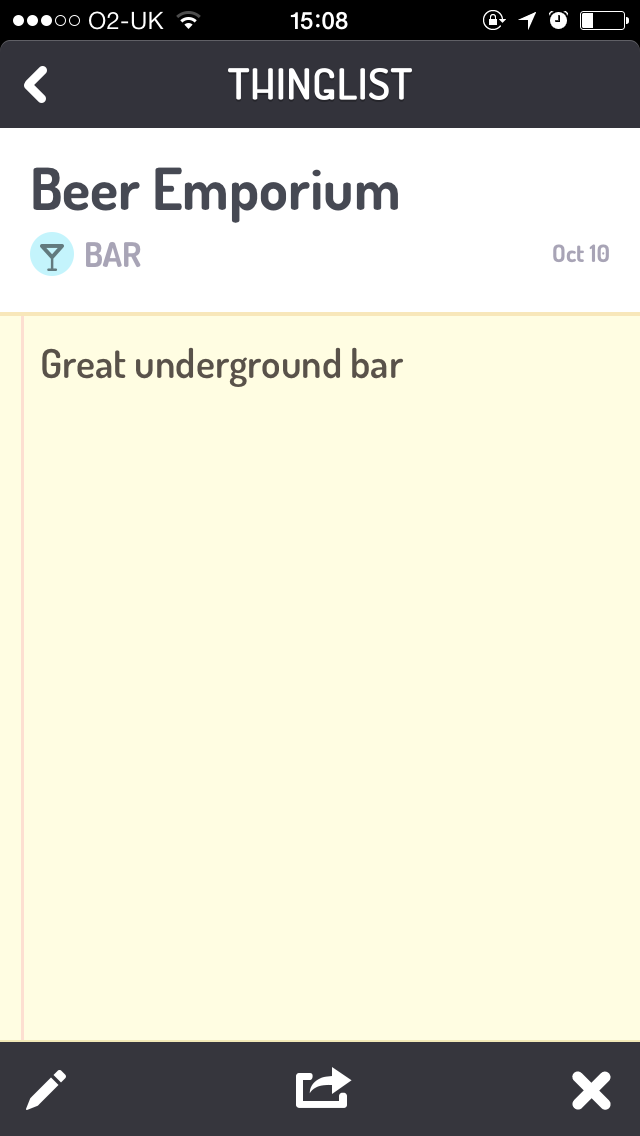 O2-UK 15:08
THINGLIST
Beer Emporium
BAR Oct 10
Great underground bar